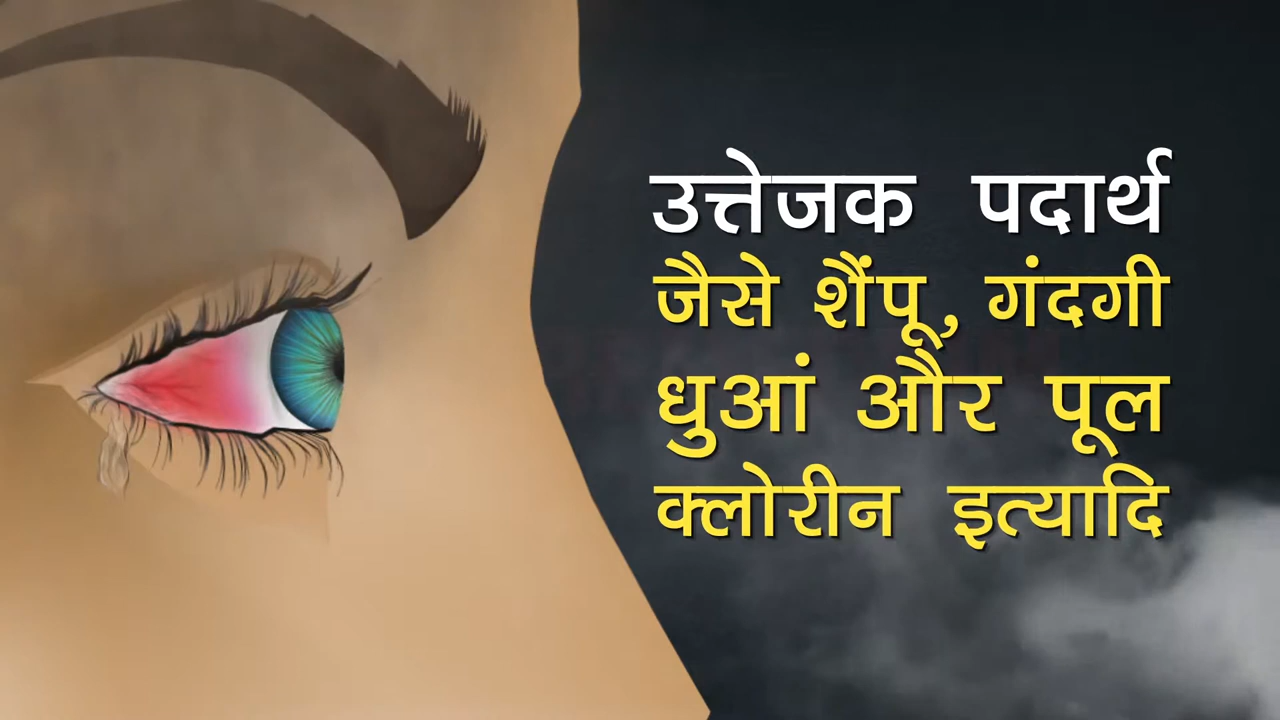 उत्तेजक पदार्थ
जैसे शैंपू, गंदगी
धुआं और पूल
क्लोरीन इत्यादि